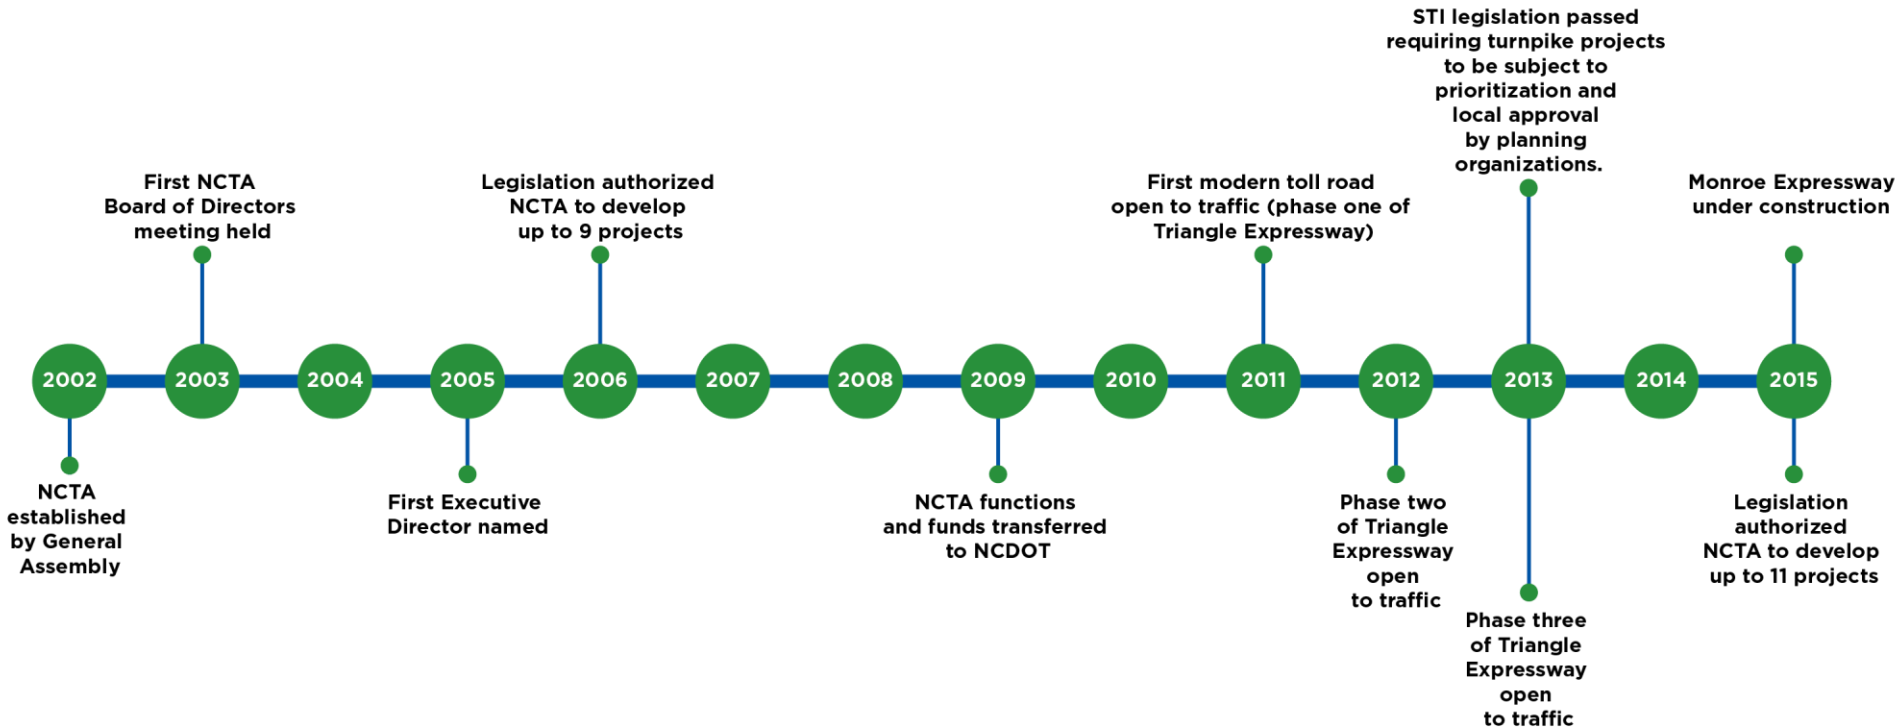 STI legislation passed
requiring turnpike projects
to be subject to
prioritization and
local approval
by planning
organizations.
First NCTA
Board of Directors
meeting held
Legislation authorized
NCTA to develop
up to 9 projects
First modern toll road
open to traffic (phase one of
Triangle Expressway)
Monroe Expressway
under construction
2002 2003 2004 2005 2006 2007 2008 2009 2010 2011 2012 2013 2014 2015
NCTA
established
by General
Assembly
First Executive
Director named
NCTA functions
and funds transferred
to NCDOT
Phase two
of Triangle
Expressway
open
to traffic
Phase three
of Triangle
Expressway
open
to traffic
Legislation
authorized
NCTA to develop
up to 11 projects